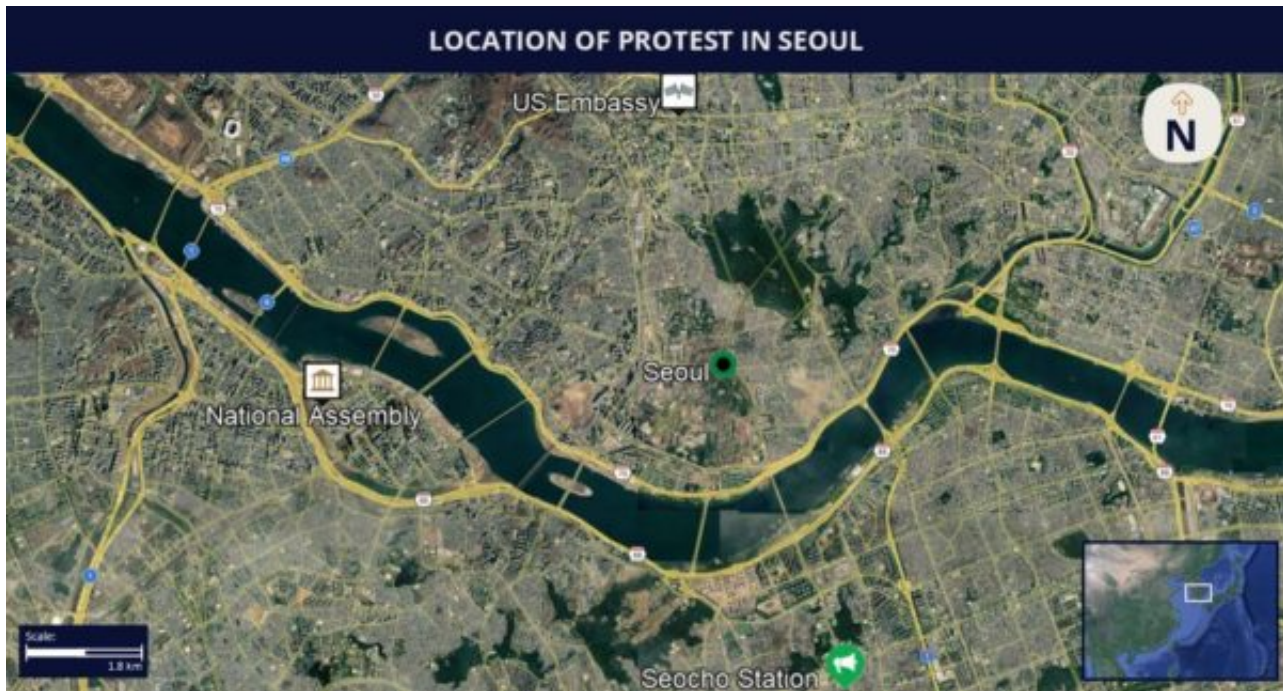 LOCATION OF PROTEST IN SEOUL
US Embassy
N
Seoul
National Assembly
Scale:
1.8 km
Seocho Station